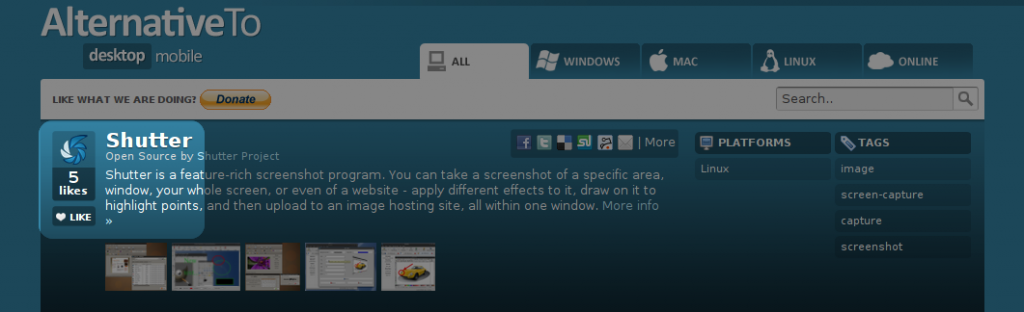 AlternativeTo
desktop mobile
ALL WINDOWS MAC LINUX ONLINE
LIKE WHAT WE ARE DOING? Donate
Search..
Shutter
Open Source by Shutter Project
5
likes
LIKE
Shutter is a feature-rich screenshot program. You can take a screenshot of a specific area,
window, your whole screen, or even of a website - apply different effects to it, draw on it to
highlight points, and then upload to an image hosting site, all within one window. More info
»
| More
PLATFORMS
Linux
TAGS
image
screen-capture
capture
screenshot